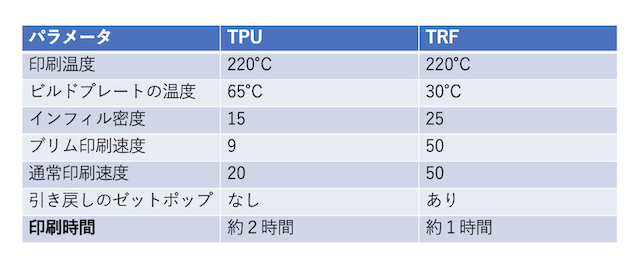 パラメータ TPU TRF
印刷温度 220°C 220°C
ビルドプレートの温度 65°C 30°C
インフィル密度 15 25
ブリム印刷速度 9 50
通常印刷速度 20 50
引き戻しのゼットポップ なし あり
印刷時間 約2時間 約1時間